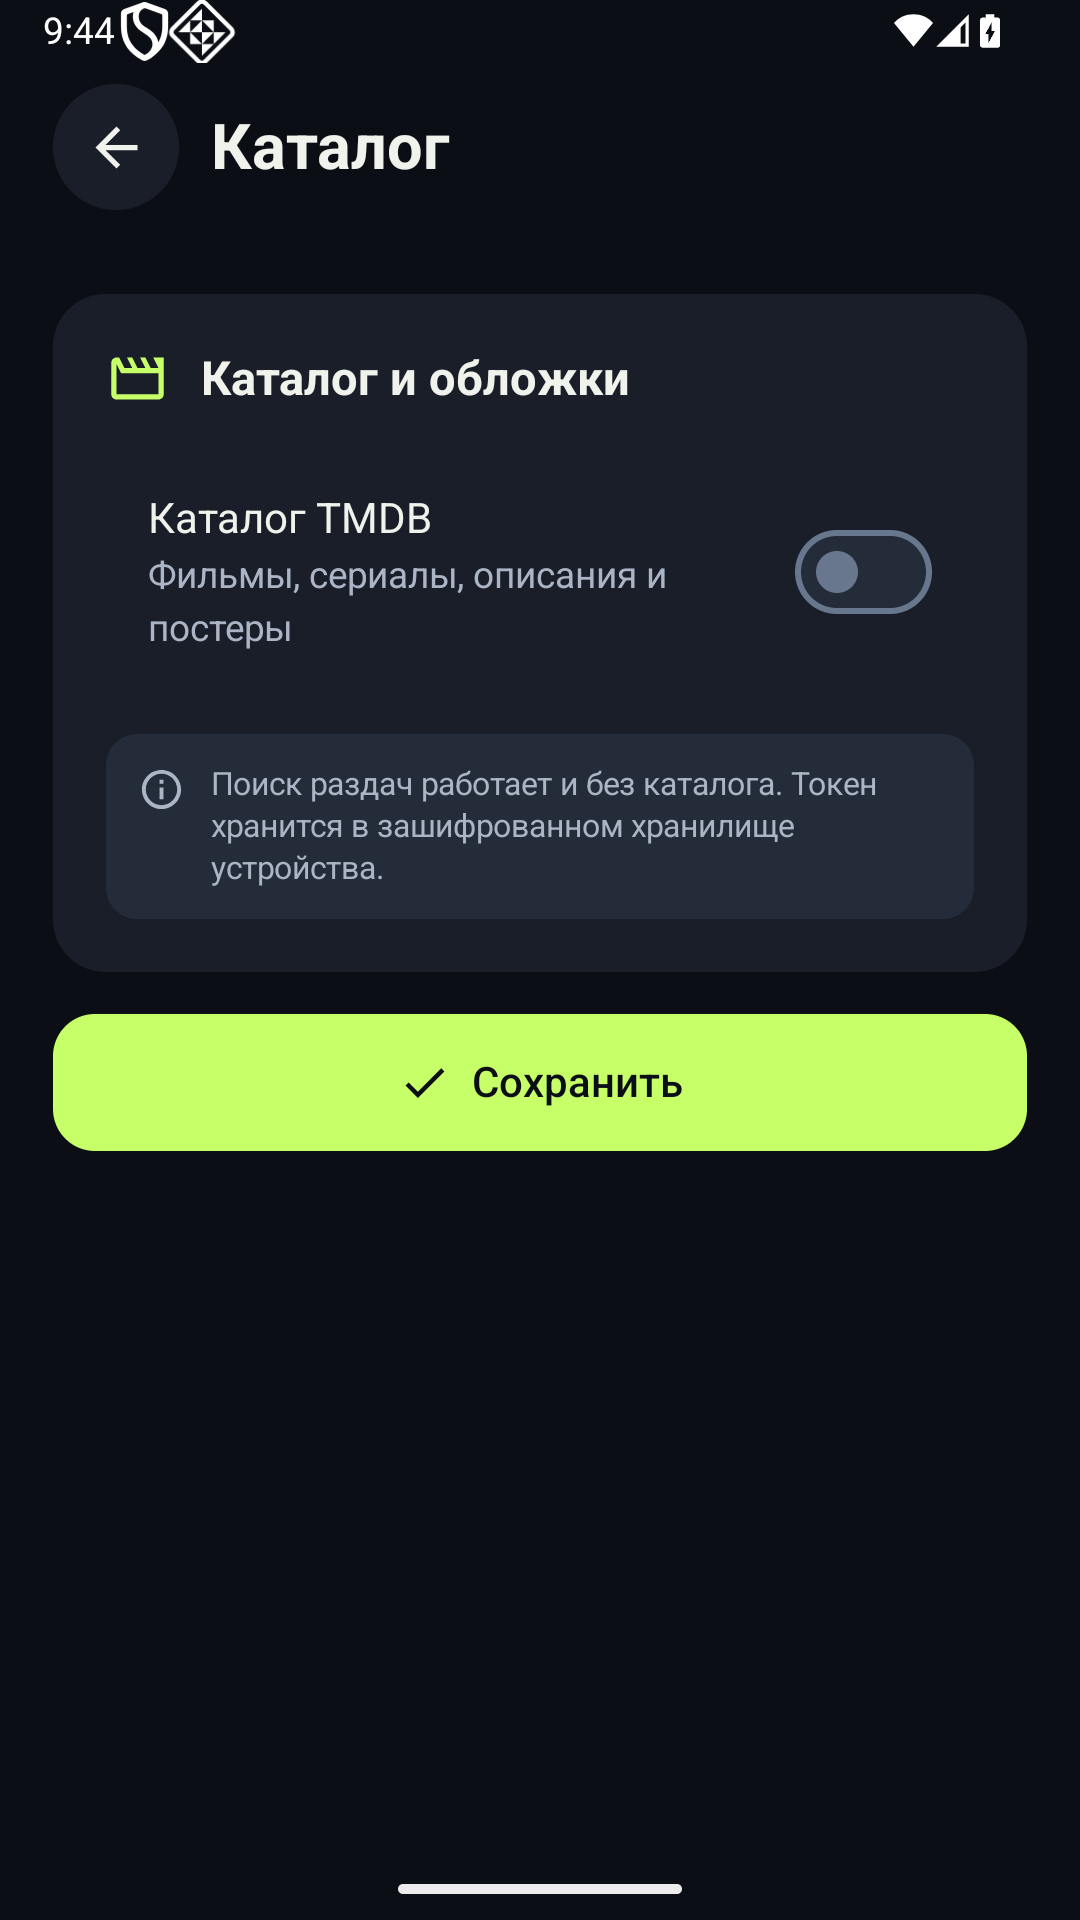 9:44
Каталог
Каталог и обложки
Каталог TMDB
Фильмы, сериалы, описания и
постеры
Поиск раздач работает и без каталога. Токен
хранится в зашифрованном хранилище
устройства.
Сохранить